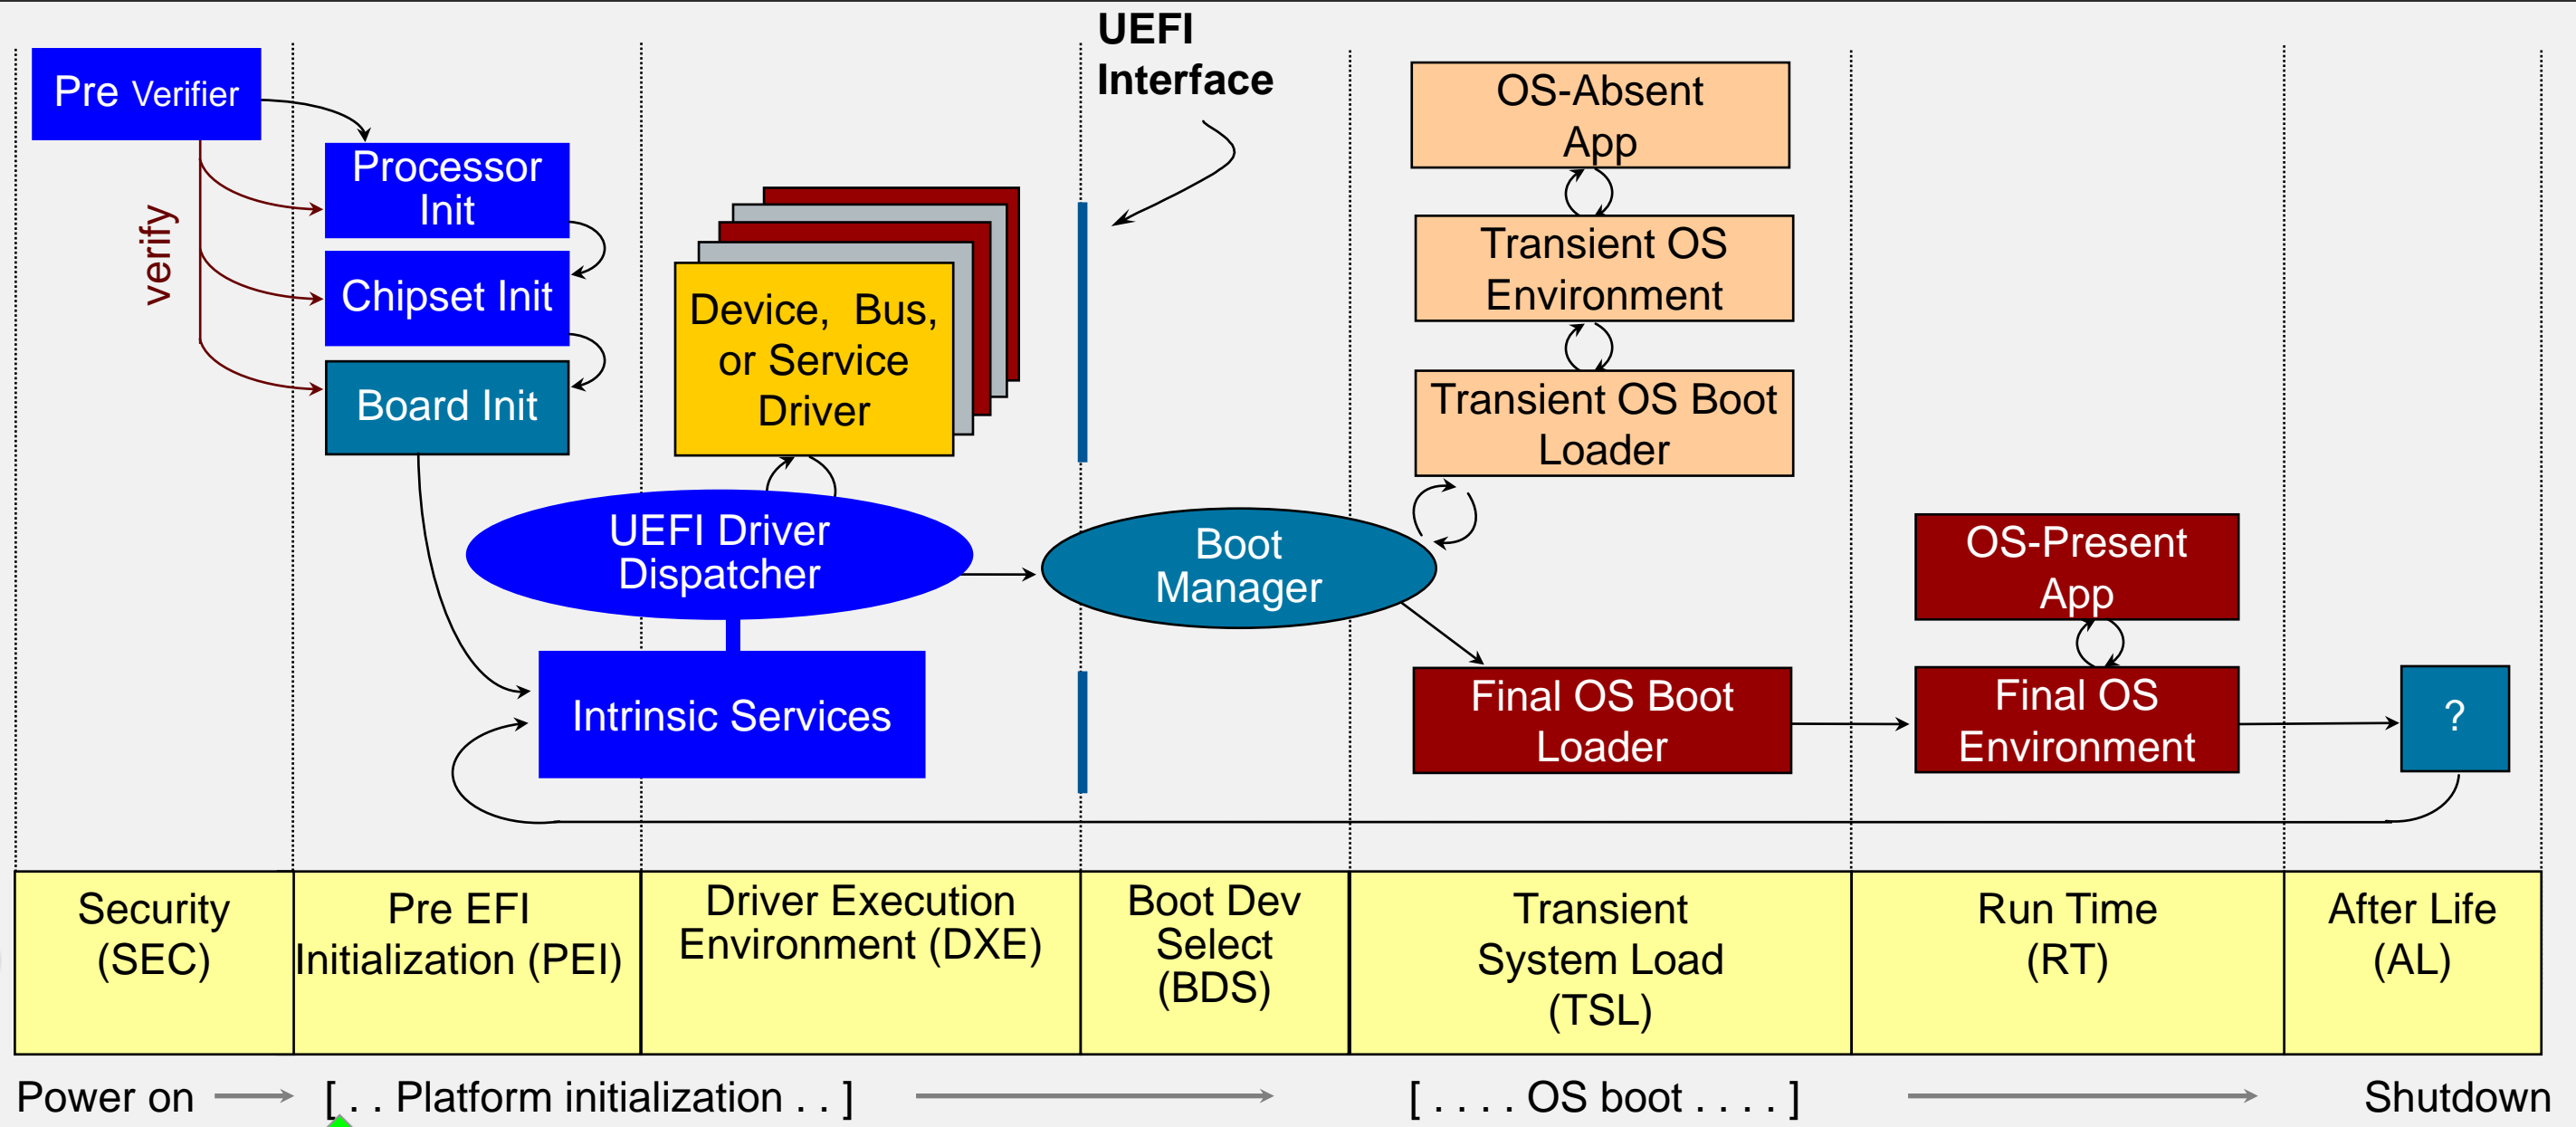 UEFI
Interface
Pre Verifier
verify
Processor
Init
Chipset Init
Board Init
Device, Bus,
or Service
Driver
UEFI Driver
Dispatcher
Intrinsic Services
Boot
Manager
OS-Absent
App
Transient OS
Environment
Transient OS Boot
Loader
Final OS Boot
Loader
OS-Present
App
Final OS
Environment
?
Security
(SEC)
Pre EFI
Initialization (PEI)
Driver Execution
Environment (DXE)
Boot Dev
Select
(BDS)
Transient
System Load
(TSL)
Run Time
(RT)
After Life
(AL)
Power on
[ . . Platform initialization . . ]
[ . . . . OS boot . . . . ]
Shutdown